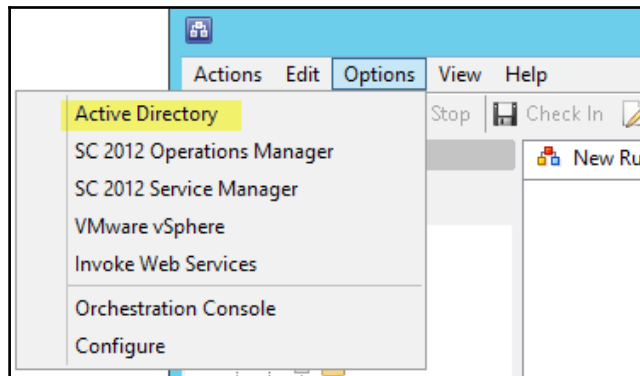 Actions Edit Options View Help
Active Directory
Stop Check In
SC 2012 Operations Manager
New Ru
SC 2012 Service Manager
VMware vSphere
Invoke Web Services
Orchestration Console
Configure